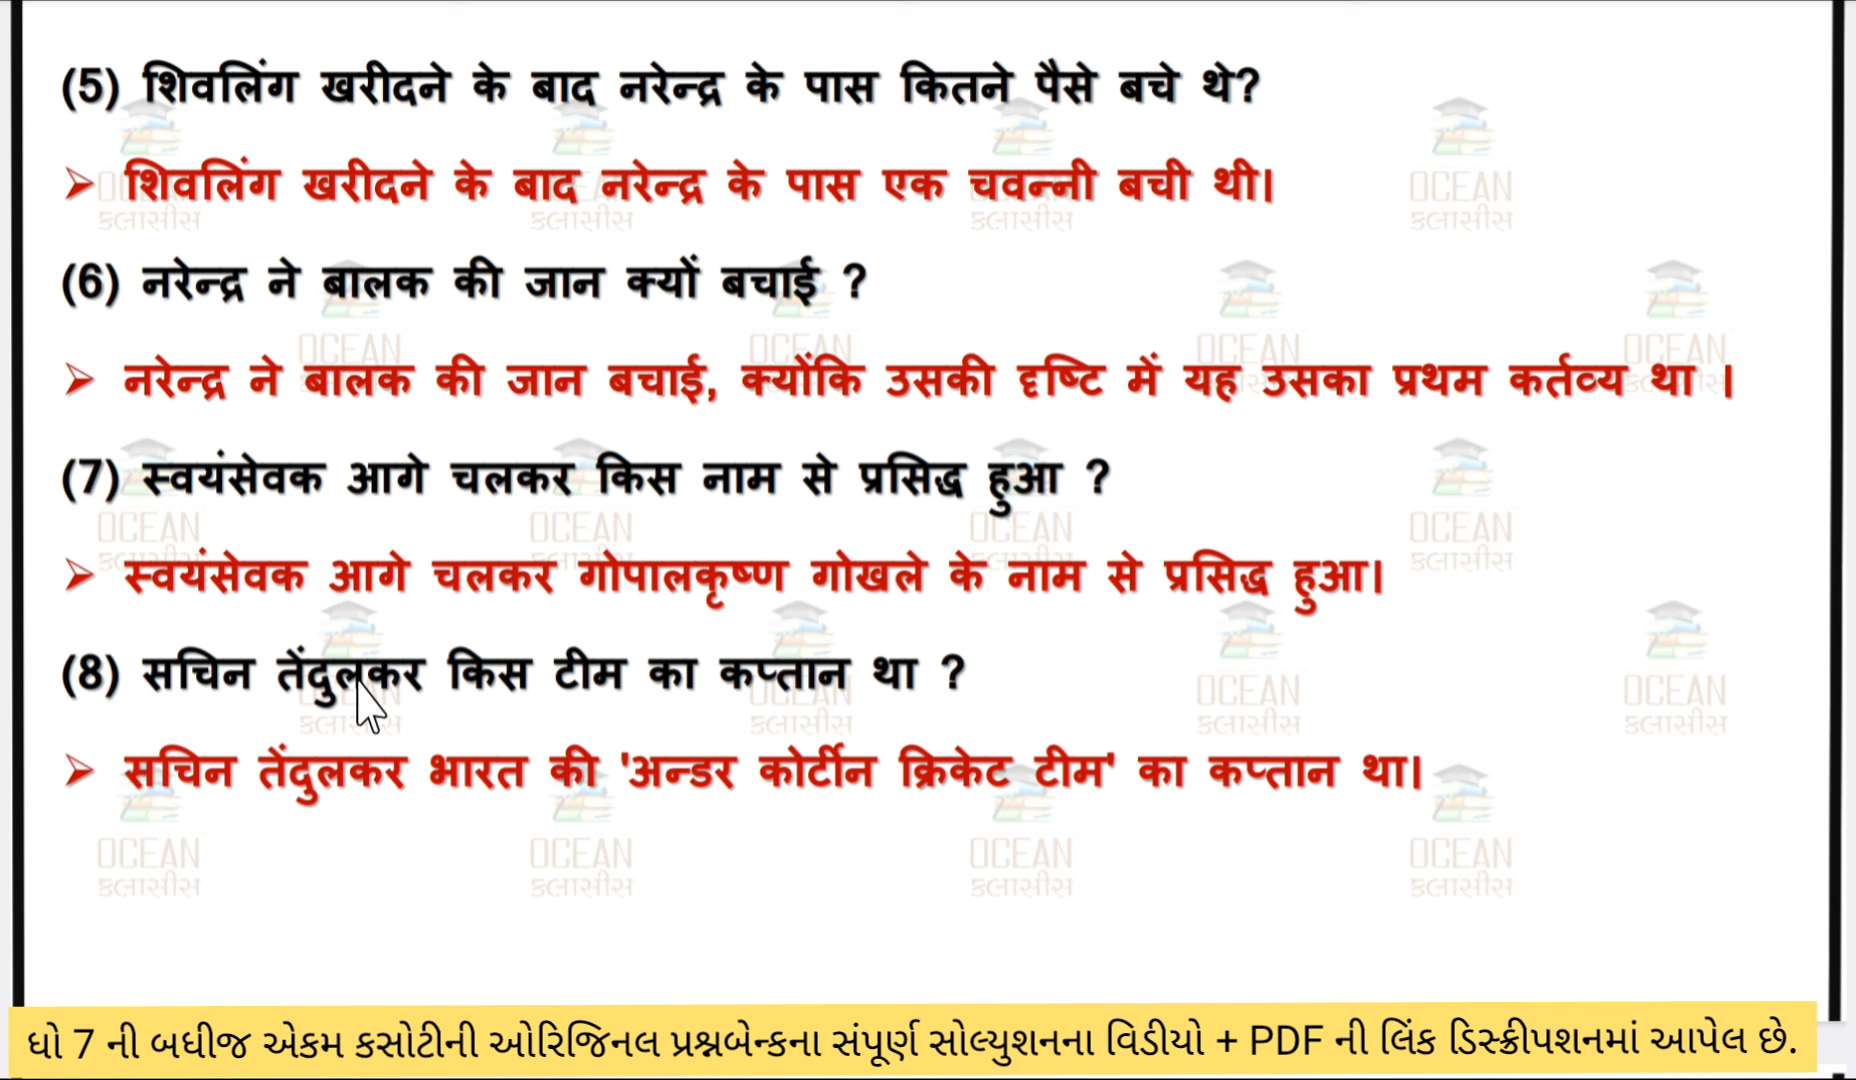 (5) शिवलिंग खरीदने के बाद नरेन्द्र के पास कितने पैसे बचे थे?
➢ शिवलिंग खरीदने के बाद नरेन्द्र के पास एक चवन्नी बची थी।
(6) नरेन्द्र ने बालक की जान क्यों बचाई ?
➢ नरेन्द्र ने बालक की जान बचाई, क्योंकि उसकी दृष्टि में यह उसका प्रथम कर्तव्य था ।
(7) स्वयंसेवक आगे चलकर किस नाम से प्रसिद्ध हुआ ?
➢ स्वयंसेवक आगे चलकर गोपालकृष्ण गोखले के नाम से प्रसिद्ध हुआ।
(8) सचिन तेंदुलकर किस टीम का कप्तान था ?
➢ सचिन तेंदुलकर भारत की 'अन्डर कोर्टीन क्रिकेट टीम' का कप्तान था।
OCEAN
ક્લાસીસ
ધો 7 ની બધીજ એકમ કસોટીની ઓરિજિનલ પ્રશ્નબેન્કના સંપૂર્ણ સોલ્યુશનના વિડીયો + PDF ની લિંક ડિસ્ક્રીપશનમાં આપેલ છે.